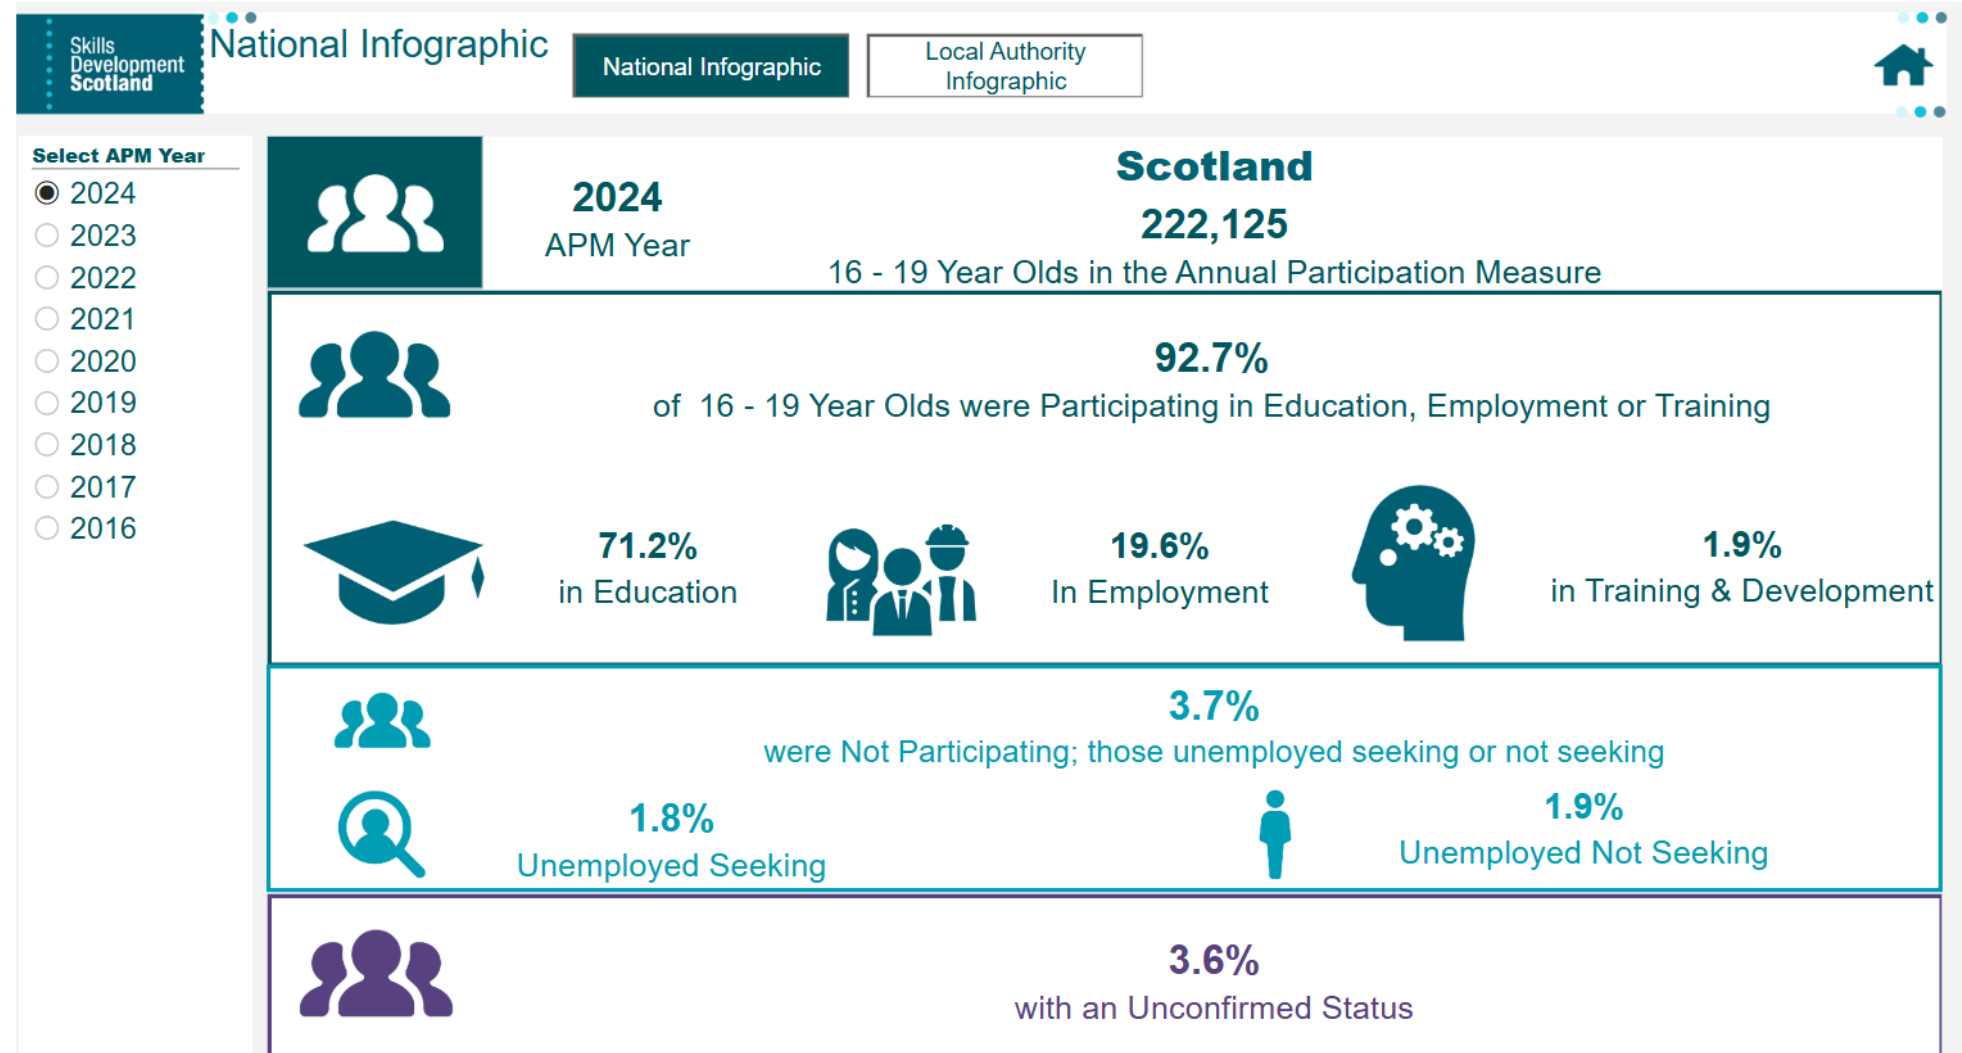 Skills
Development
Scotland
National Infographic
National Infographic
Local Authority
Infographic
Select APM Year
2024
2023
2022
2021
2020
2019
2018
2017
2016
2024
APM Year
Scotland
222,125
16 - 19 Year Olds in the Annual Participation Measure
92.7%
of 16 - 19 Year Olds were Participating in Education, Employment or Training
71.2%
in Education
19.6%
In Employment
1.9%
in Training & Development
3.7%
were Not Participating; those unemployed seeking or not seeking
1.8%
Unemployed Seeking
1.9%
Unemployed Not Seeking
3.6%
with an Unconfirmed Status